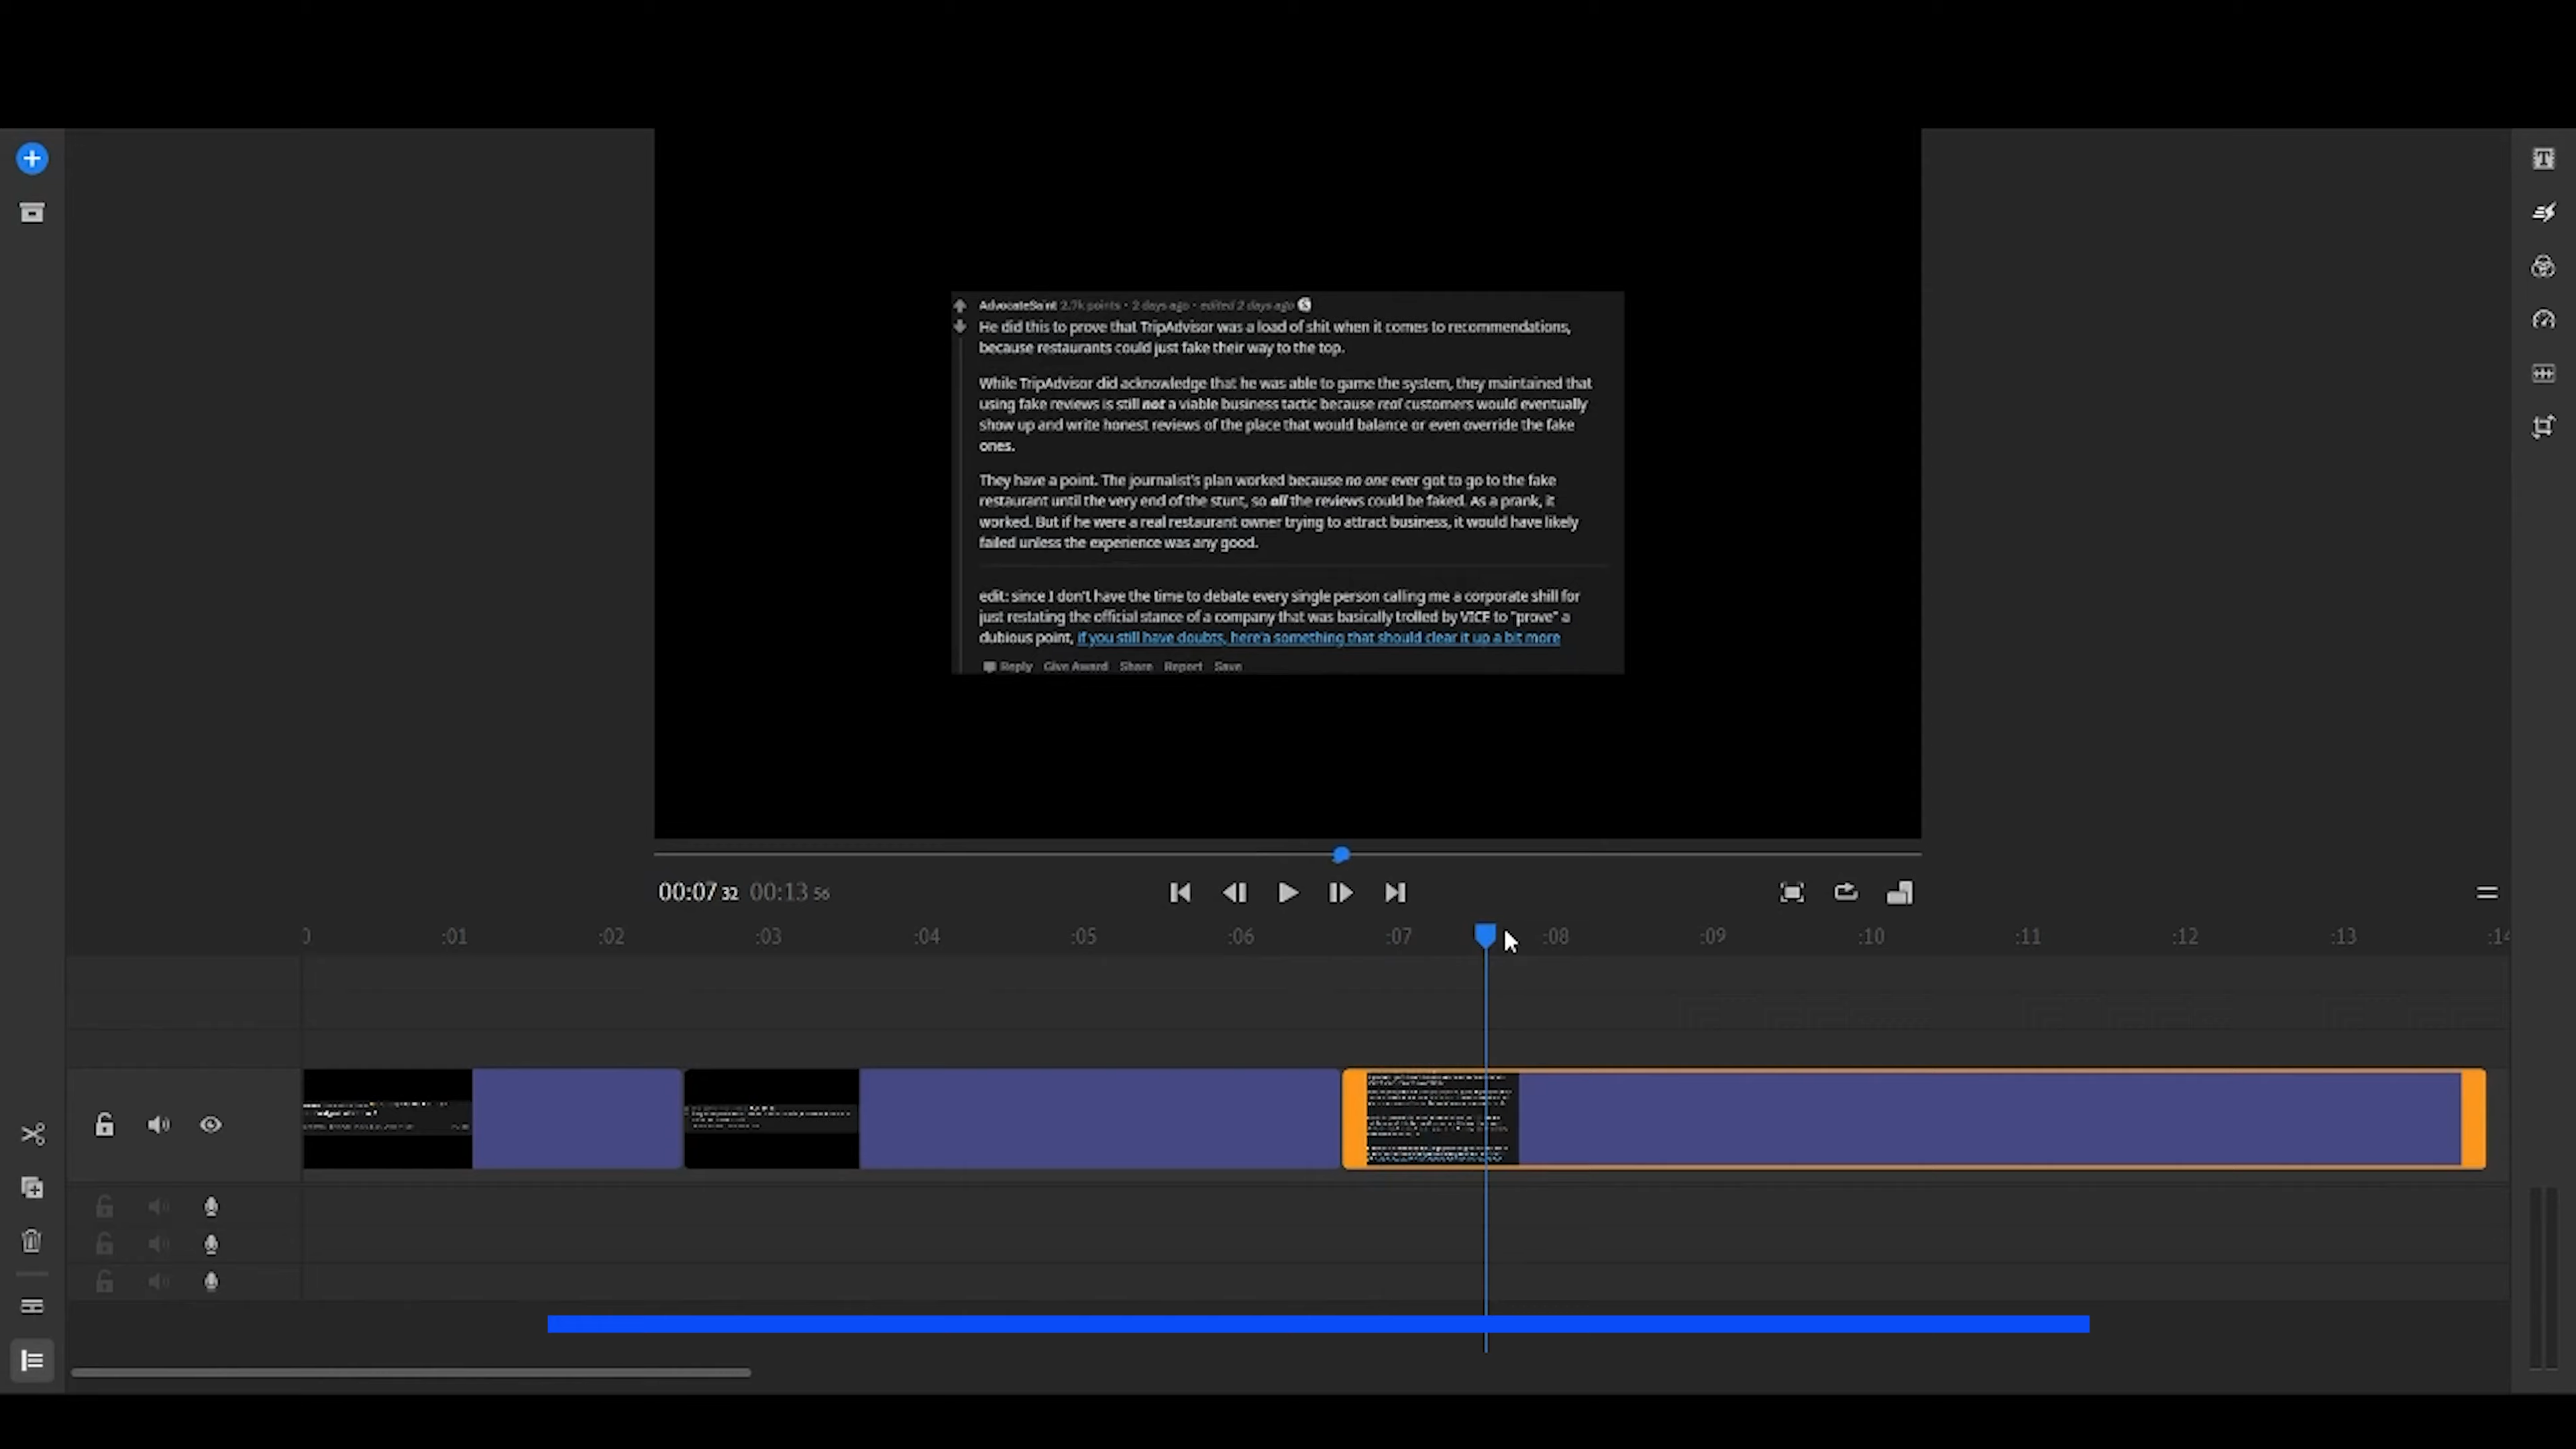 AdvocateSaint 2.7k points · 2 days ago · edited 2 days ago
He did this to prove that TripAdvisor was a load of shit when it comes to recommendations,
because restaurants could just fake their way to the top.
While TripAdvisor did acknowledge that he was able to game the system, they maintained that
using fake reviews is still not a viable business tactic because real customers would eventually
show up and write honest reviews of the place that would balance or even override the fake
ones.
They have a point. The journalist's plan worked because no one ever got to go to the fake
restaurant until the very end of the stunt, so all the reviews could be faked. As a prank, it
worked. But if he were a real restaurant owner trying to attract business, it would have likely
failed unless the experience was any good.
edit: since I don't have the time to debate every single person calling me a corporate shill for
just restating the official stance of a company that was basically trolled by VICE to "prove" a
dubious point, if you still have doubts, here'a something that should clear it up a bit more
Reply Give Award Share Report Save
00:07 32 00:13 56
0 :01 :02 :03 :04 :05 :06 :07 :08 :09 :10 :11 :12 :13 :14